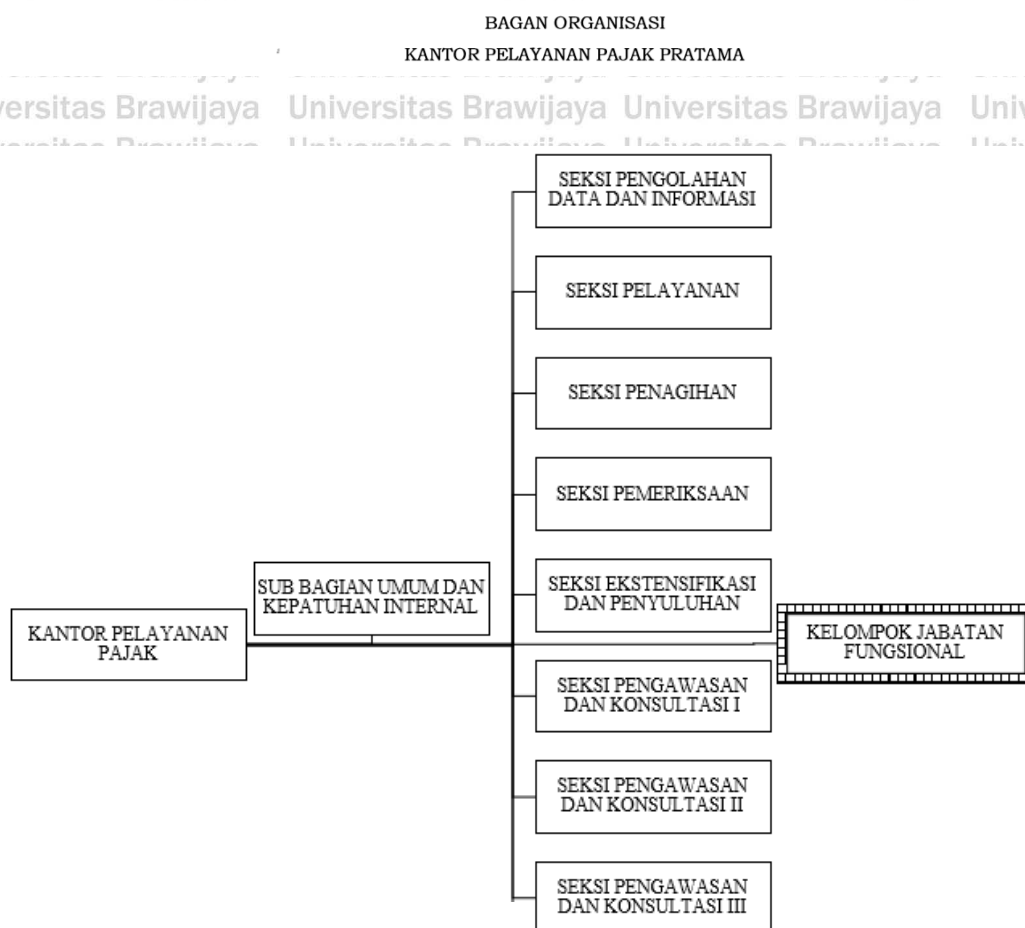 BAGAN ORGANISASI
KANTOR PELAYANAN PAJAK PRATAMA
versitas Brawijaya Universitas Brawijaya Universitas Brawijaya Univ
SEKSI PENGOLAHAN
DATA DAN INFORMASI
SEKSI PELAYANAN
SEKSI PENAGIHAN
SEKSI PEMERIKSAAN
SEKSI EKSTENSIFIKASI
DAN PENYULUHAN
SUB BAGIAN UMUM DAN
KEPATUHAN INTERNAL
KANTOR PELAYANAN
PAJAK
KELOMPOK JABATAN
FUNGSIONAL
SEKSI PENGAWASAN
DAN KONSULTASI I
SEKSI PENGAWASAN
DAN KONSULTASI II
SEKSI PENGAWASAN
DAN KONSULTASI III